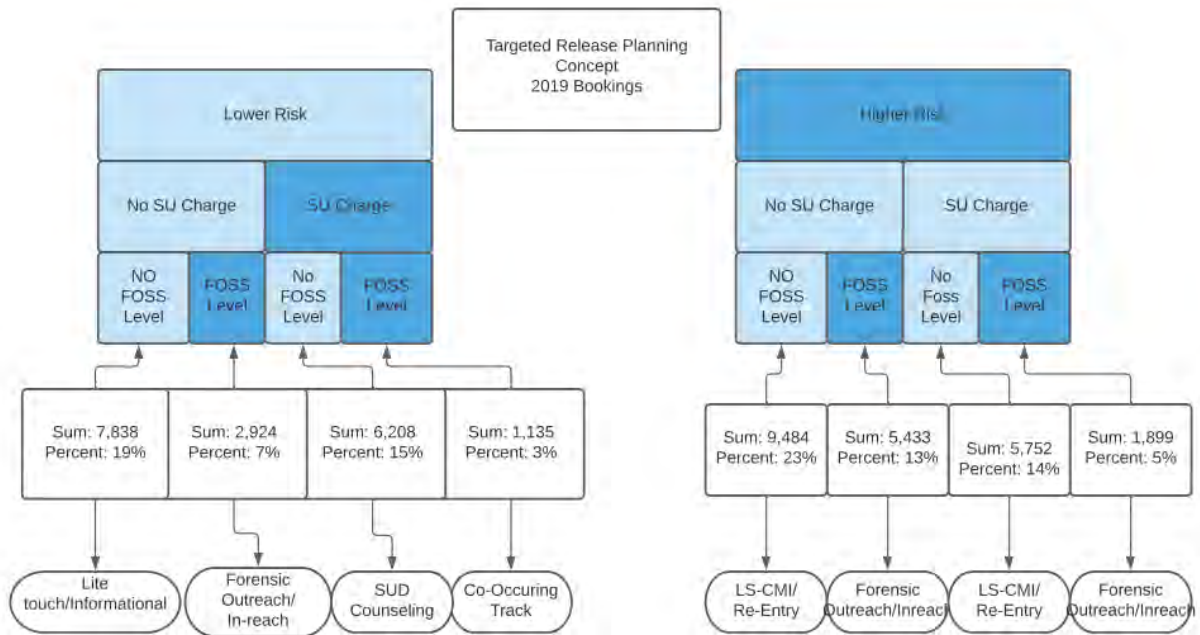 Targeted Release Planning
Concept
2019 Bookings
Lower Risk
No SU Charge
SU Charge
NO
FOSS
Level
FOSS
Level
No
FOSS
Level
FOSS
Level
Sum: 7,838
Percent: 19%
Sum: 2,924
Percent: 7%
Sum: 6,208
Percent: 15%
Sum: 1,135
Percent: 3%
Lite
touch/Informational
Forensic
Outreach/
In-reach
SUD
Counseling
Co-Occuring
Track
Higher Risk
No SU Charge
SU Charge
NO
FOSS
Level
FOSS
Level
No
Foss
Level
FOSS
Level
Sum: 9,484
Percent: 23%
Sum: 5,433
Percent: 13%
Sum: 5,752
Percent: 14%
Sum: 1,899
Percent: 5%
LS-CMI/
Re-Entry
Forensic
Outreach/Inreach
LS-CMI/
Re-Entry
Forensic
Outreach/Inreach